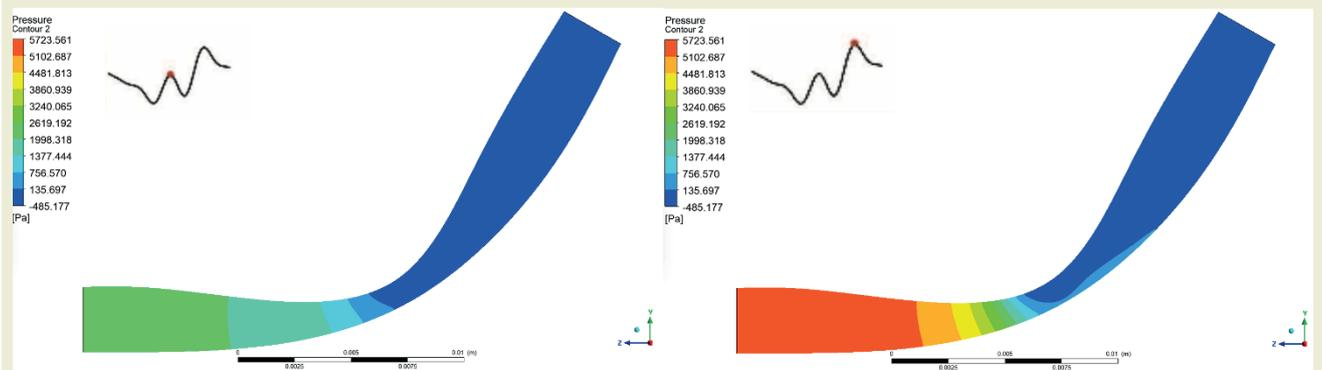 Pressure
Contour 2
5723.561
5102.687
4481.813
3860.939
3240.065
2619.192
1998.318
1377.444
756.570
135.697
-485.177
[Pa]
0
0.005
0.01
(m)
0.0025
0.0075
Y
Z
Pressure
Contour 2
5723.561
5102.687
4481.813
3860.939
3240.065
2619.192
1998.318
1377.444
756.570
135.697
-485.177
[Pa]
0
0.005
0.01
(m)
0.0025
0.0075
Y
Z